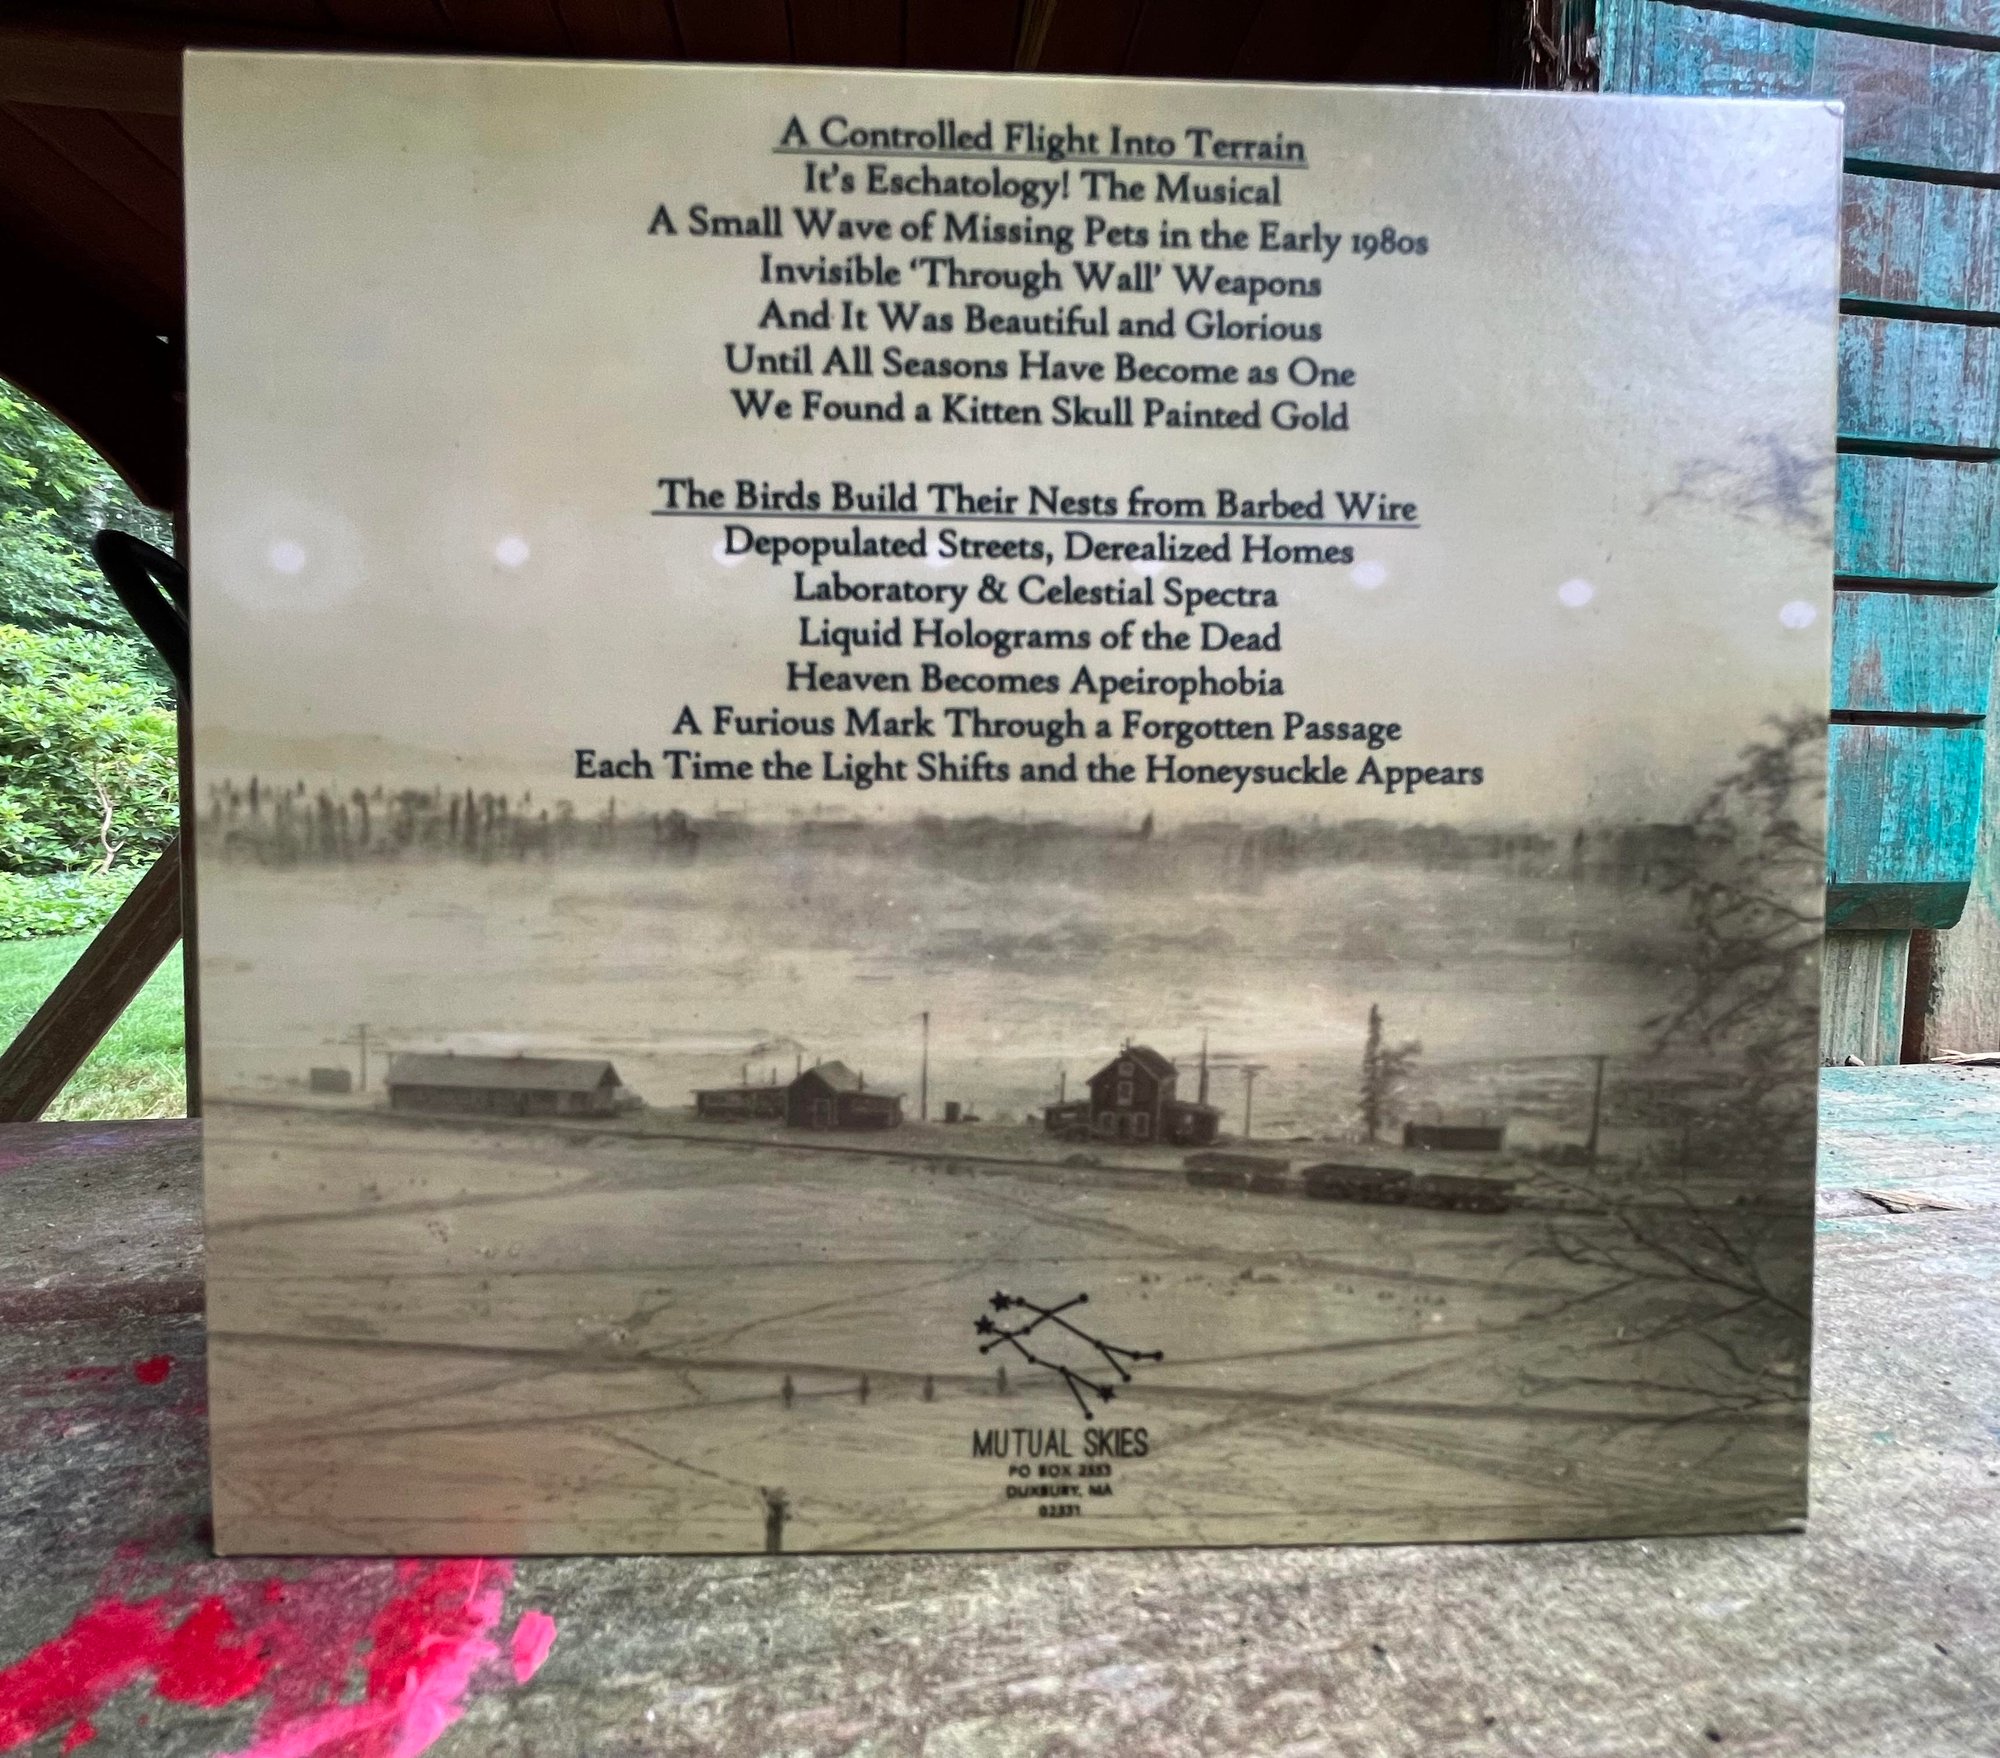 A Controlled Flight Into Terrain
It's Eschatology! The Musical
A Small Wave of Missing Pets in the Early 1980s
Invisible 'Through Wall' Weapons
And It Was Beautiful and Glorious
Until All Seasons Have Become as One
We Found a Kitten Skull Painted Gold
The Birds Build Their Nests from Barbed Wire
Depopulated Streets, Derealized Homes
Laboratory & Celestial Spectra
Liquid Holograms of the Dead
Heaven Becomes Apeirophobia
A Furious Mark Through a Forgotten Passage
Each Time the Light Shifts and the Honeysuckle Appears
MUTUAL SKIES
PO BOX
DUXBURY, MA
02331